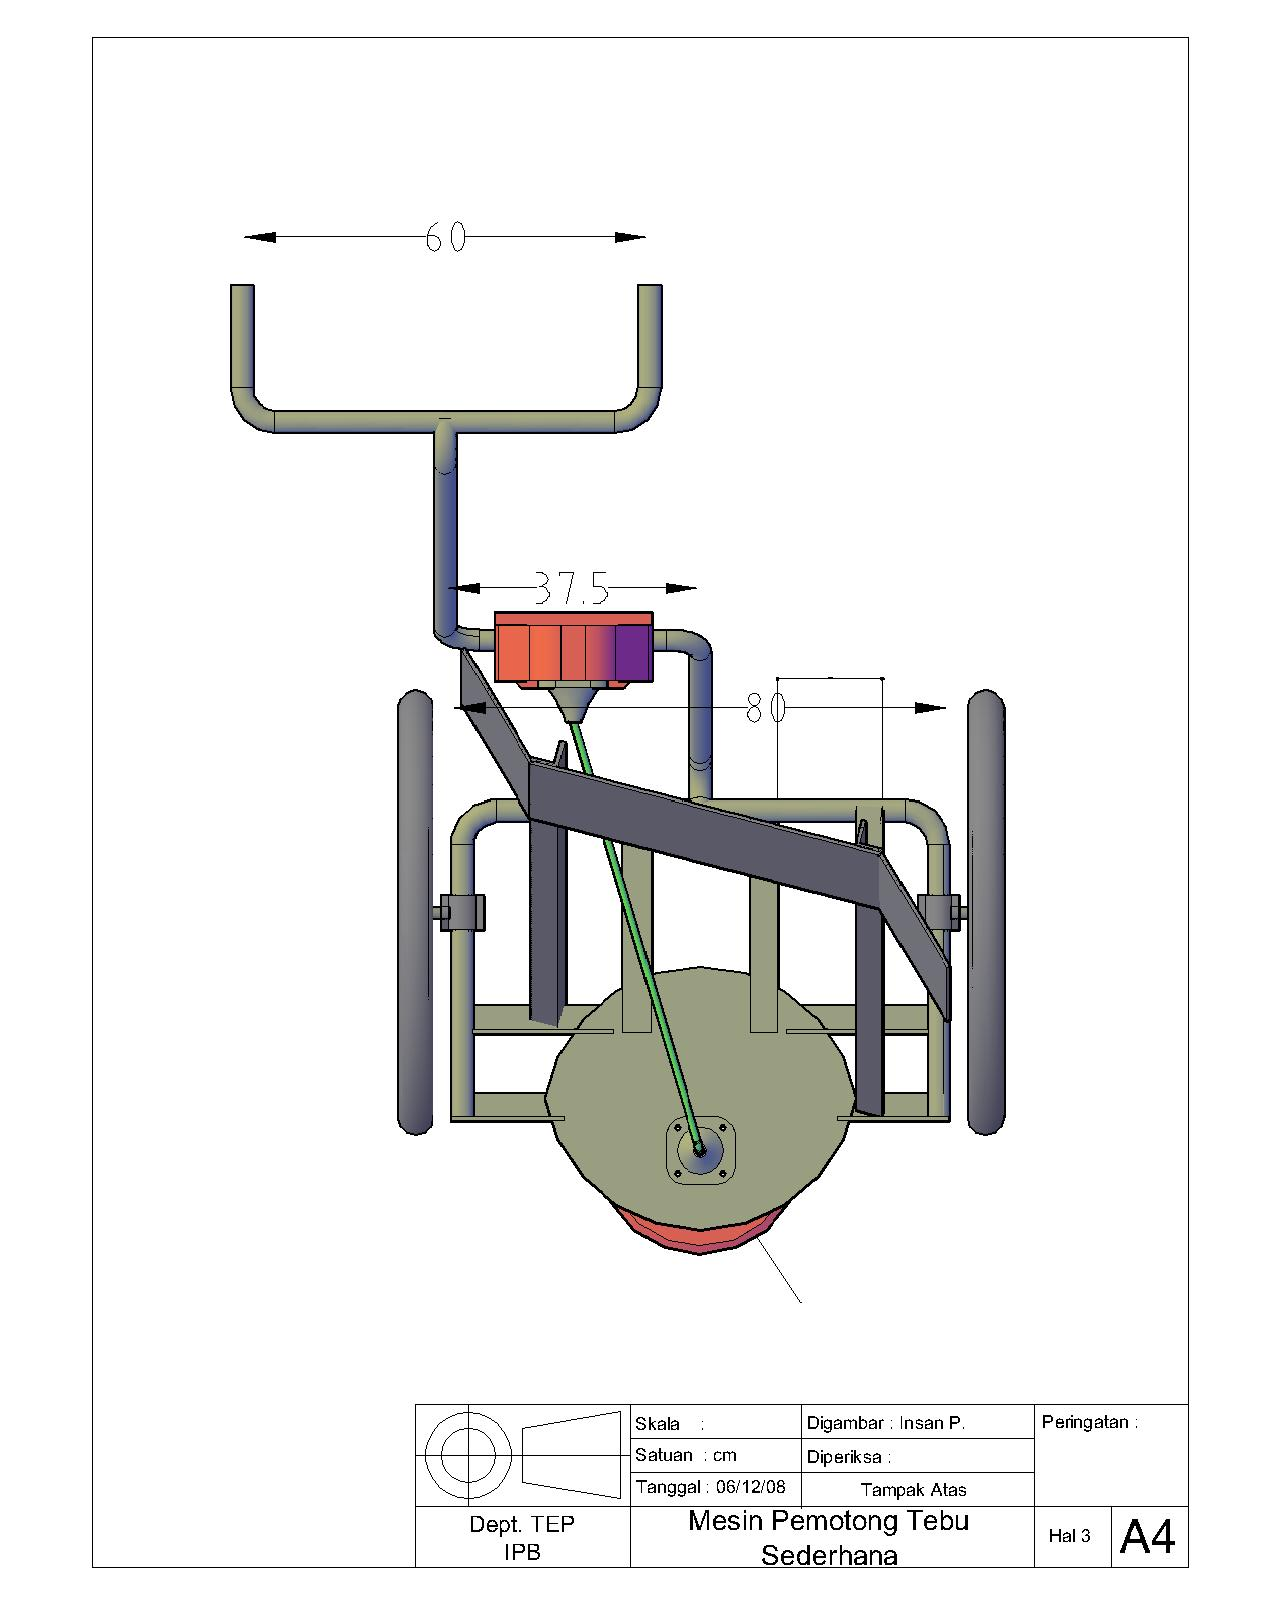 60
37.5
80
Skala :
Digambar : Insan P.
Peringatan :
Satuan : cm
Diperiksa :
Tanggal : 06/12/08
Tampak Atas
Dept. TEP
IPB
Mesin Pemotong Tebu
Sederhana
Hal 3
A4